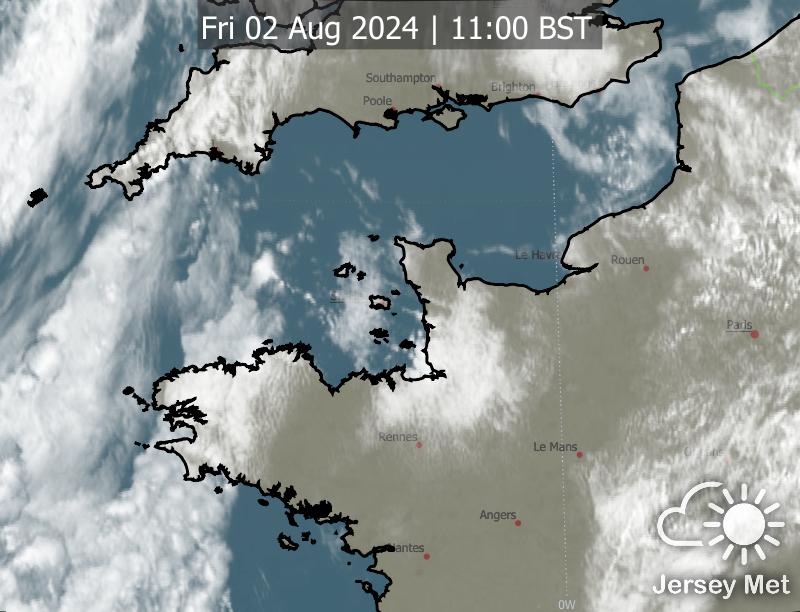 Fri 02 Aug 2024 | 11:00 BST
Southampton
Brighton
Poole
Le Havre
Rouen
Paris
Rennes
Le Mans
Angers
Nantes
0W
Jersey Met